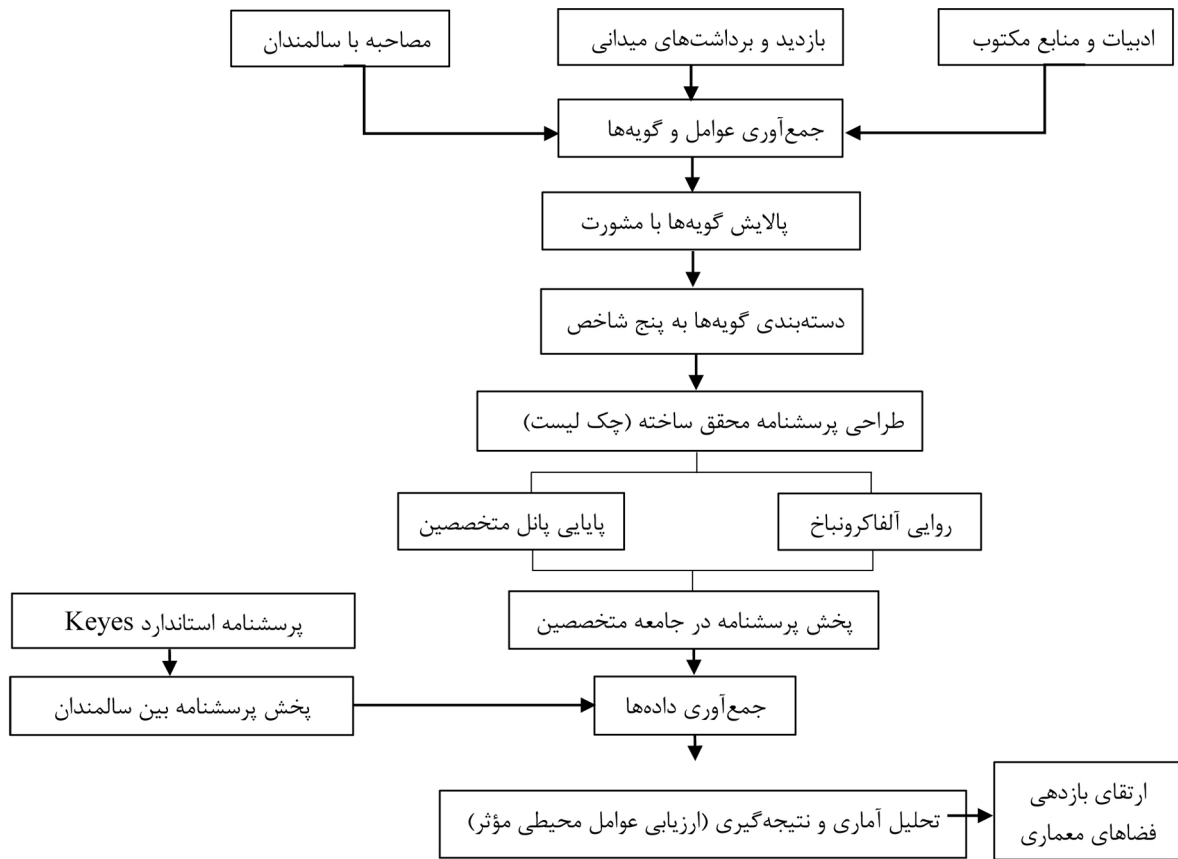 ادبیات و منابع مکتوب
بازدید و برداشت‌های میدانی
مصاحبه با سالمندان
جمع‌آوری عوامل و گویه‌ها
پالایش گویه‌ها با مشورت
دسته‌بندی گویه‌ها به پنج شاخص
طراحی پرسشنامه محقق ساخته (چک لیست)
روایی آلفاکرونباخ
پایایی پانل متخصصین
پخش پرسشنامه در جامعه متخصصین
پرسشنامه استاندارد Keyes
پخش پرسشنامه بین سالمندان
جمع‌آوری داده‌ها
تحلیل آماری و نتیجه‌گیری (ارزیابی عوامل محیطی مؤثر)
ارتقای بازدهی
فضاهای معماری